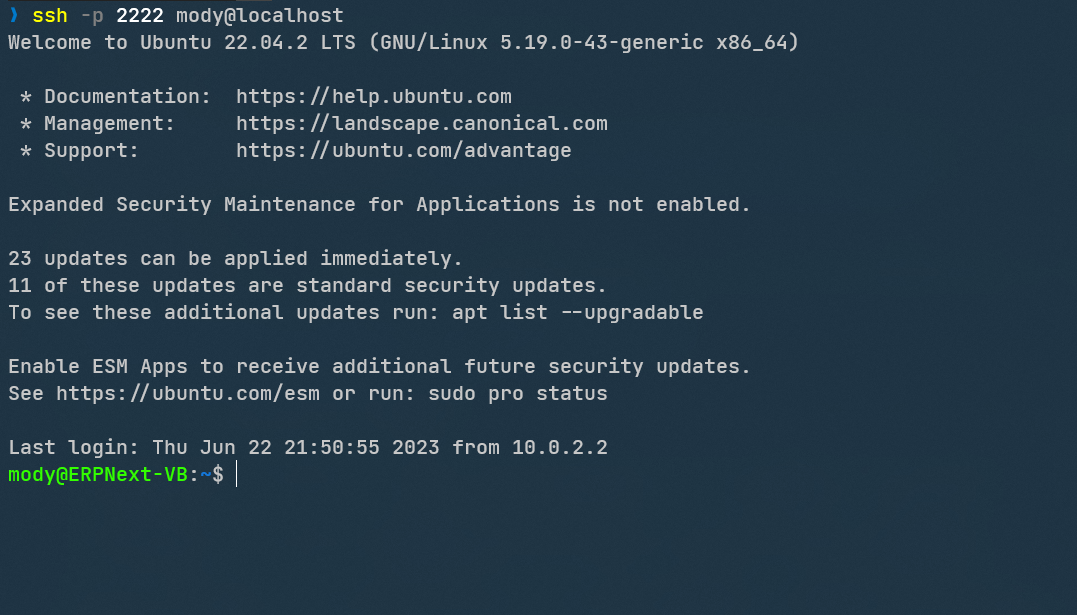 ❯ ssh -p 2222 mody@localhost
Welcome to Ubuntu 22.04.2 LTS (GNU/Linux 5.19.0-43-generic x86_64)
* Documentation:  https://help.ubuntu.com
* Management:     https://landscape.canonical.com
* Support:        https://ubuntu.com/advantage
Expanded Security Maintenance for Applications is not enabled.
23 updates can be applied immediately.
11 of these updates are standard security updates.
To see these additional updates run: apt list --upgradable
Enable ESM Apps to receive additional future security updates.
See https://ubuntu.com/esm or run: sudo pro status
Last login: Thu Jun 22 21:50:55 2023 from 10.0.2.2
mody@ERPNext-VB:~$